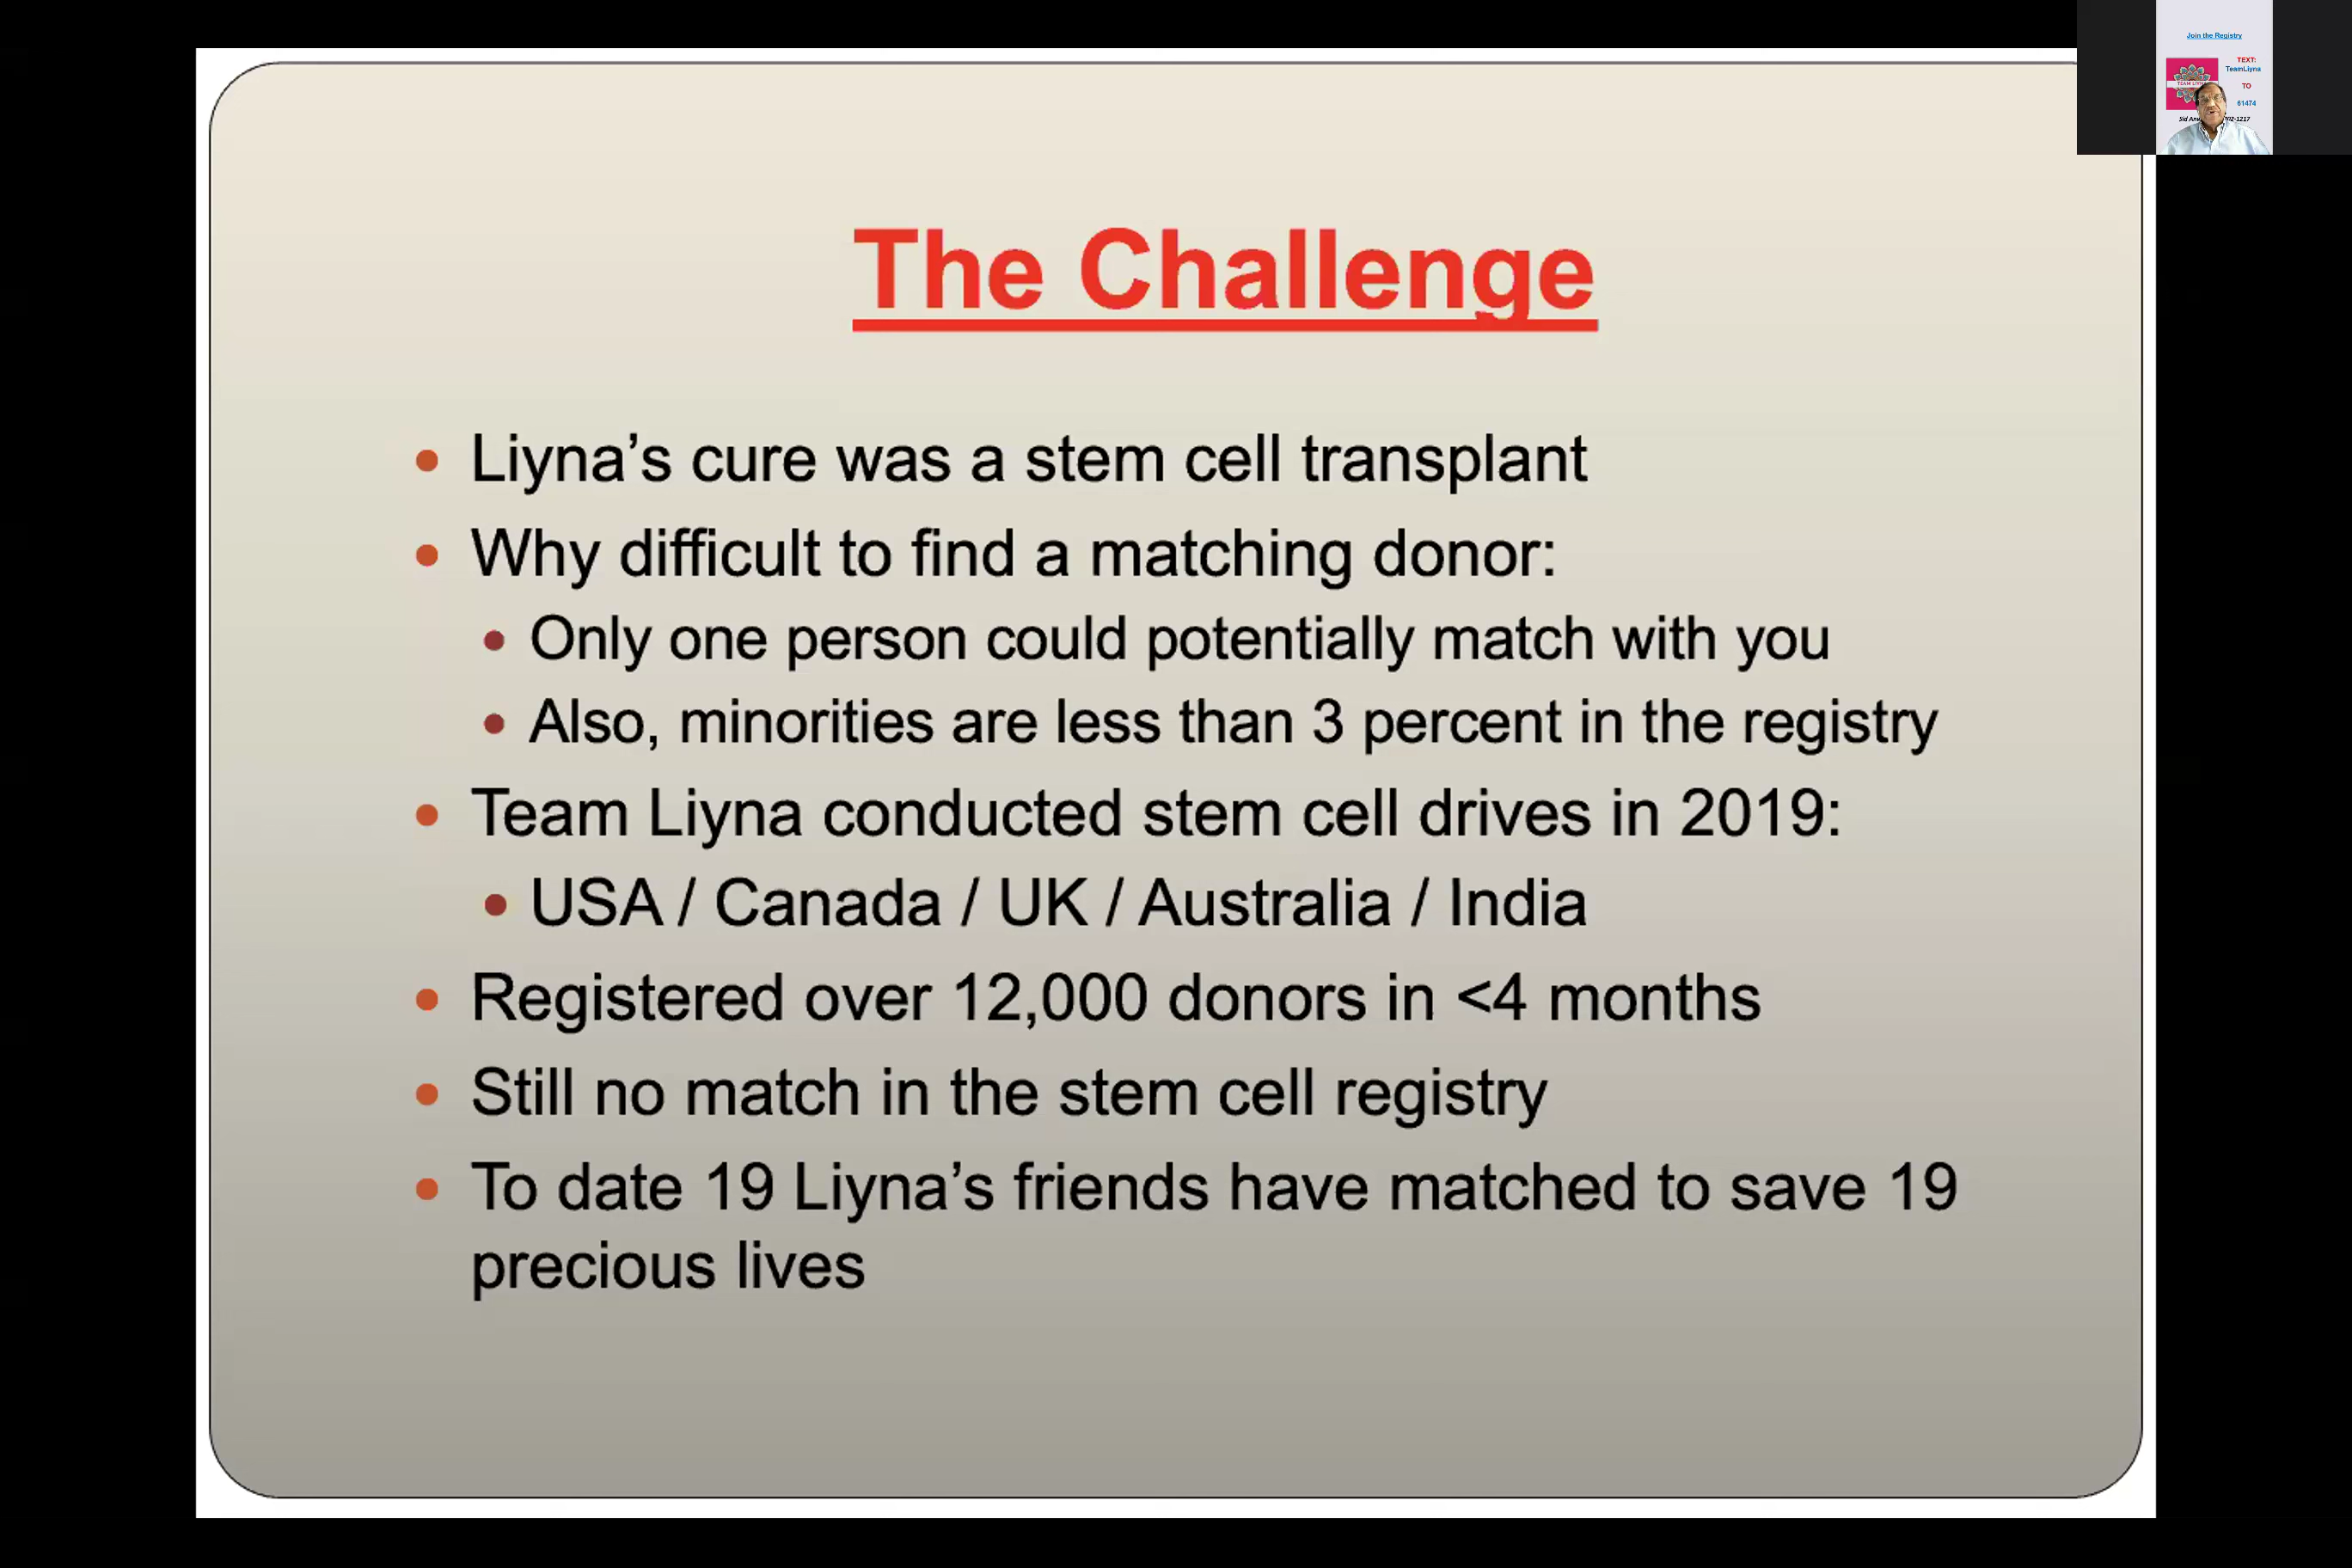 Join the Registry
TEXT:
TeamLiyna
TO
61474
The Challenge
Liyna’s cure was a stem cell transplant
Why difficult to find a matching donor:
Only one person could potentially match with you
Also, minorities are less than 3 percent in the registry
Team Liyna conducted stem cell drives in 2019:
USA / Canada / UK / Australia / India
Registered over 12,000 donors in <4 months
Still no match in the stem cell registry
To date 19 Liyna’s friends have matched to save 19
precious lives